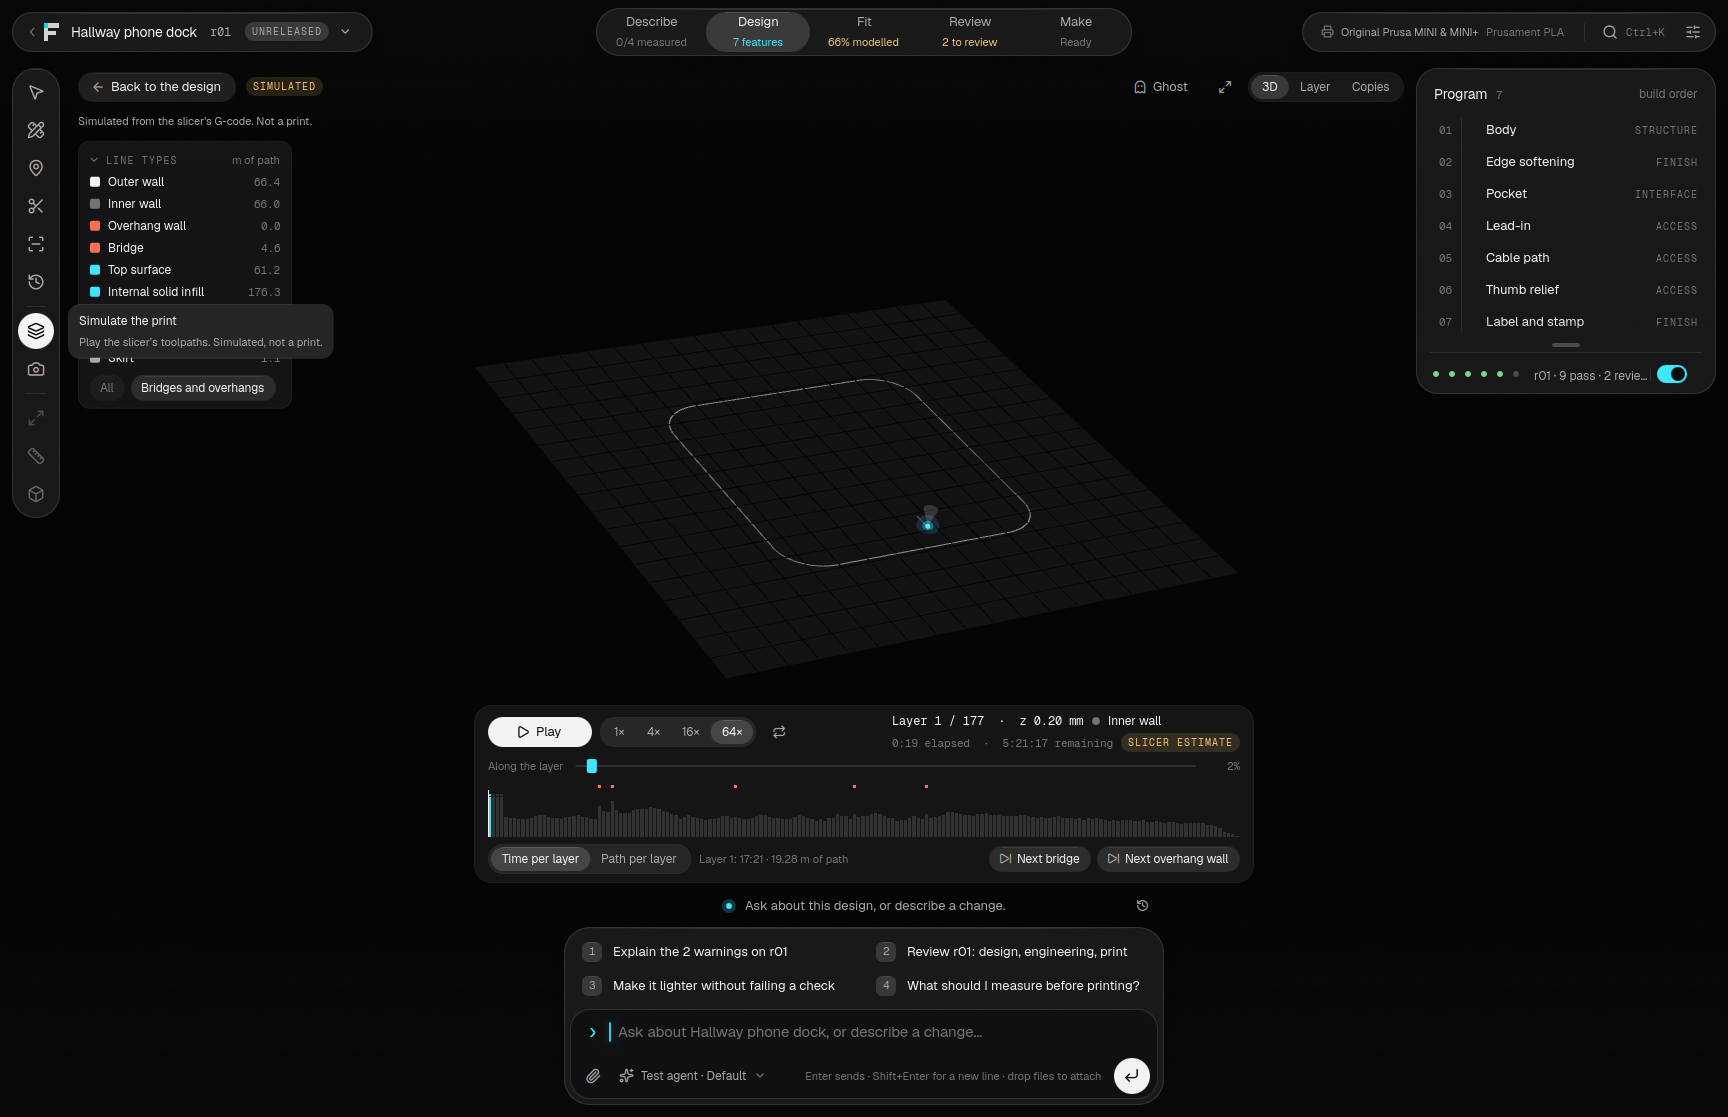 Hallway phone dock r01 UNRELEASED
Describe
0/4 measured
Design
7 features
Fit
66% modelled
Review
2 to review
Make
Ready
Original Prusa MINI & MINI+ Prusament PLA
Ctrl+K
Back to the design
SIMULATED
Simulated from the slicer's G-code. Not a print.
Ghost
3D
Layer
Copies
LINE TYPES m of path
Outer wall 66.4
Inner wall 66.0
Overhang wall 0.0
Bridge 4.6
Top surface 61.2
Internal solid infill 176.3
Simulate the print
Play the slicer's toolpaths. Simulated, not a print.
Skirt 1.1
All
Bridges and overhangs
Program 7 build order
01 Body STRUCTURE
02 Edge softening FINISH
03 Pocket INTERFACE
04 Lead-in ACCESS
05 Cable path ACCESS
06 Thumb relief ACCESS
07 Label and stamp FINISH
r01 · 9 pass · 2 revie...
Play
1×
4×
16×
64×
Layer 1 / 177 · z 0.20 mm Inner wall
0:19 elapsed · 5:21:17 remaining SLICER ESTIMATE
Along the layer 2%
Time per layer
Path per layer
Layer 1: 17:21 · 19.28 m of path
Next bridge
Next overhang wall
Ask about this design, or describe a change.
1 Explain the 2 warnings on r01
2 Review r01: design, engineering, print
3 Make it lighter without failing a check
4 What should I measure before printing?
Ask about Hallway phone dock, or describe a change...
Test agent · Default
Enter sends · Shift+Enter for a new line · drop files to attach